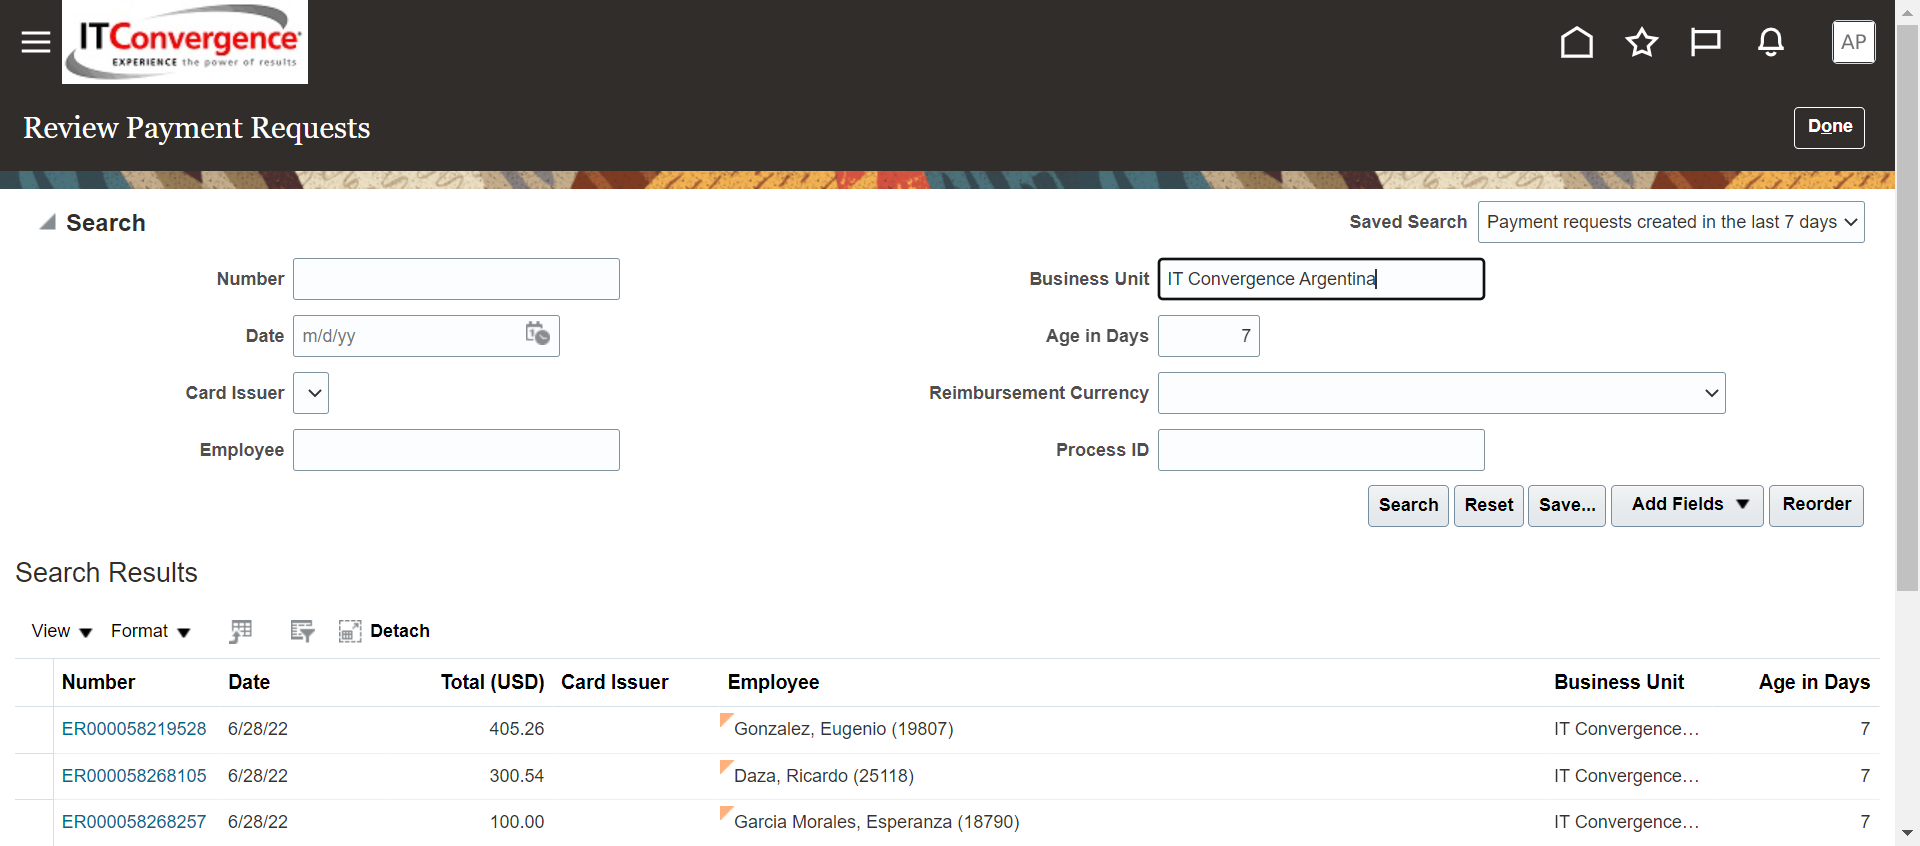 ITConvergence
EXPERIENCE the power of results
AP
Review Payment Requests
Done
Search
Saved Search Payment requests created in the last 7 days
Number
Business Unit IT Convergence Argentina
Date m/d/yy
Age in Days 7
Card Issuer
Reimbursement Currency
Employee
Process ID
Search Reset Save... Add Fields Reorder
Search Results
View Format Detach
Number Date Total (USD) Card Issuer Employee Business Unit Age in Days
ER000058219528 6/28/22 405.26 Gonzalez, Eugenio (19807) IT Convergence... 7
ER000058268105 6/28/22 300.54 Daza, Ricardo (25118) IT Convergence... 7
ER000058268257 6/28/22 100.00 Garcia Morales, Esperanza (18790) IT Convergence... 7